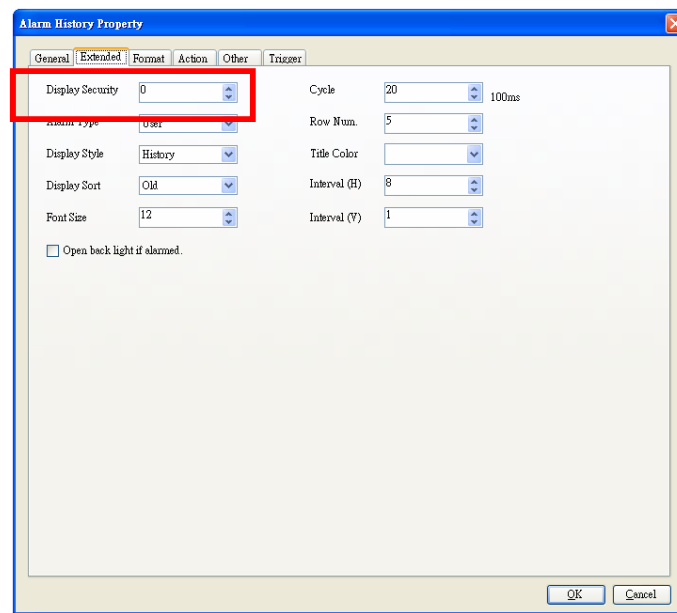 Alarm History Property
General Extended Format Action Other Trigger
Display Security 0 Cycle 20 100ms
Alarm Type User Row Num. 5
Display Style History Title Color
Display Sort Old Interval (H) 8
Font Size 12 Interval (V) 1
Open back light if alarmed.
OK Cancel